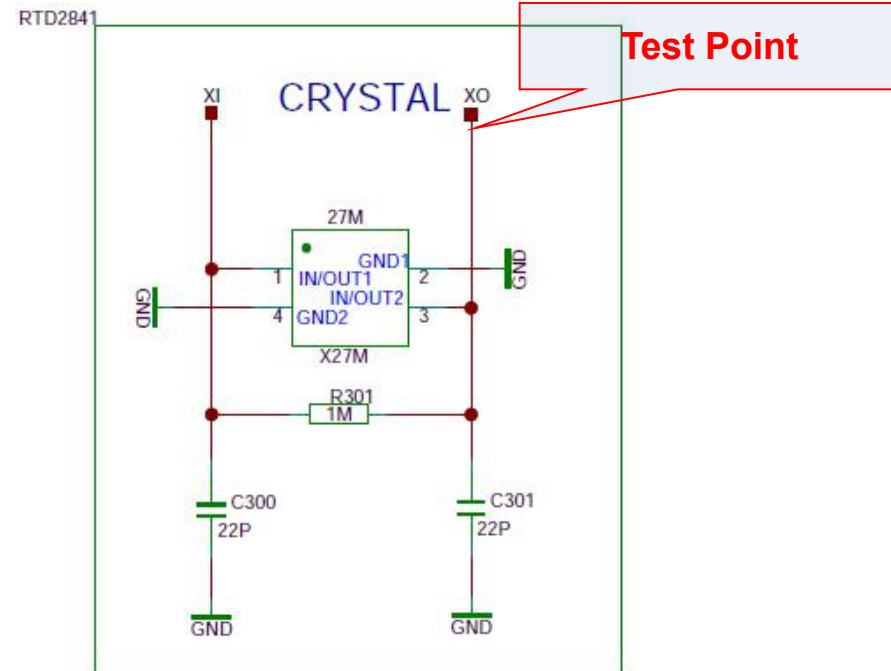 RTD2841
Test Point
XI
CRYSTAL
XO
27M
GND1
GND
1
IN/OUT1
2
IN/OUT2
GND
4
GND2
3
X27M
R301
1M
C300
22P
C301
22P
GND
GND